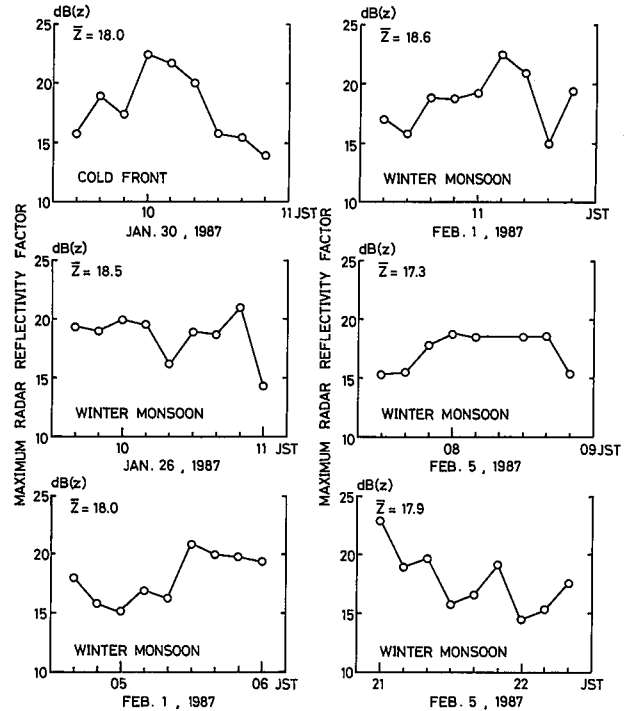 MAXIMUM RADAR REFLECTIVITY FACTOR
dB(z)
25
20
15
10
Z̅ = 18.0
COLD FRONT
10
11 JST
JAN. 30 , 1987
dB(z)
25
20
15
10
Z̅ = 18.5
WINTER MONSOON
10
11 JST
JAN. 26 , 1987
dB(z)
25
20
15
10
Z̅ = 18.0
WINTER MONSOON
05
06 JST
FEB. 1 , 1987
MAXIMUM RADAR REFLECTIVITY FACTOR
dB(z)
25
20
15
10
Z̅ = 18.6
WINTER MONSOON
11
JST
FEB. 1 , 1987
dB(z)
25
20
15
10
Z̅ = 17.3
WINTER MONSOON
08
09 JST
FEB. 5 , 1987
dB(z)
25
20
15
10
Z̅ = 17.9
WINTER MONSOON
21
22
JST
FEB. 5 , 1987